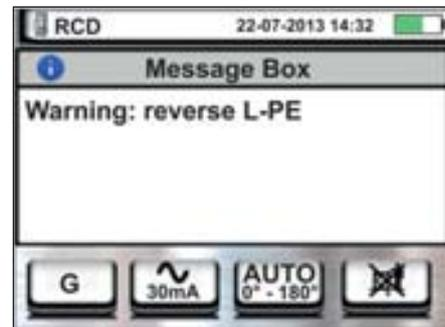 RCD 22-07-2013 14:32
Message Box
Warning: reverse L-PE
G
30mA
AUTO
0° - 180°